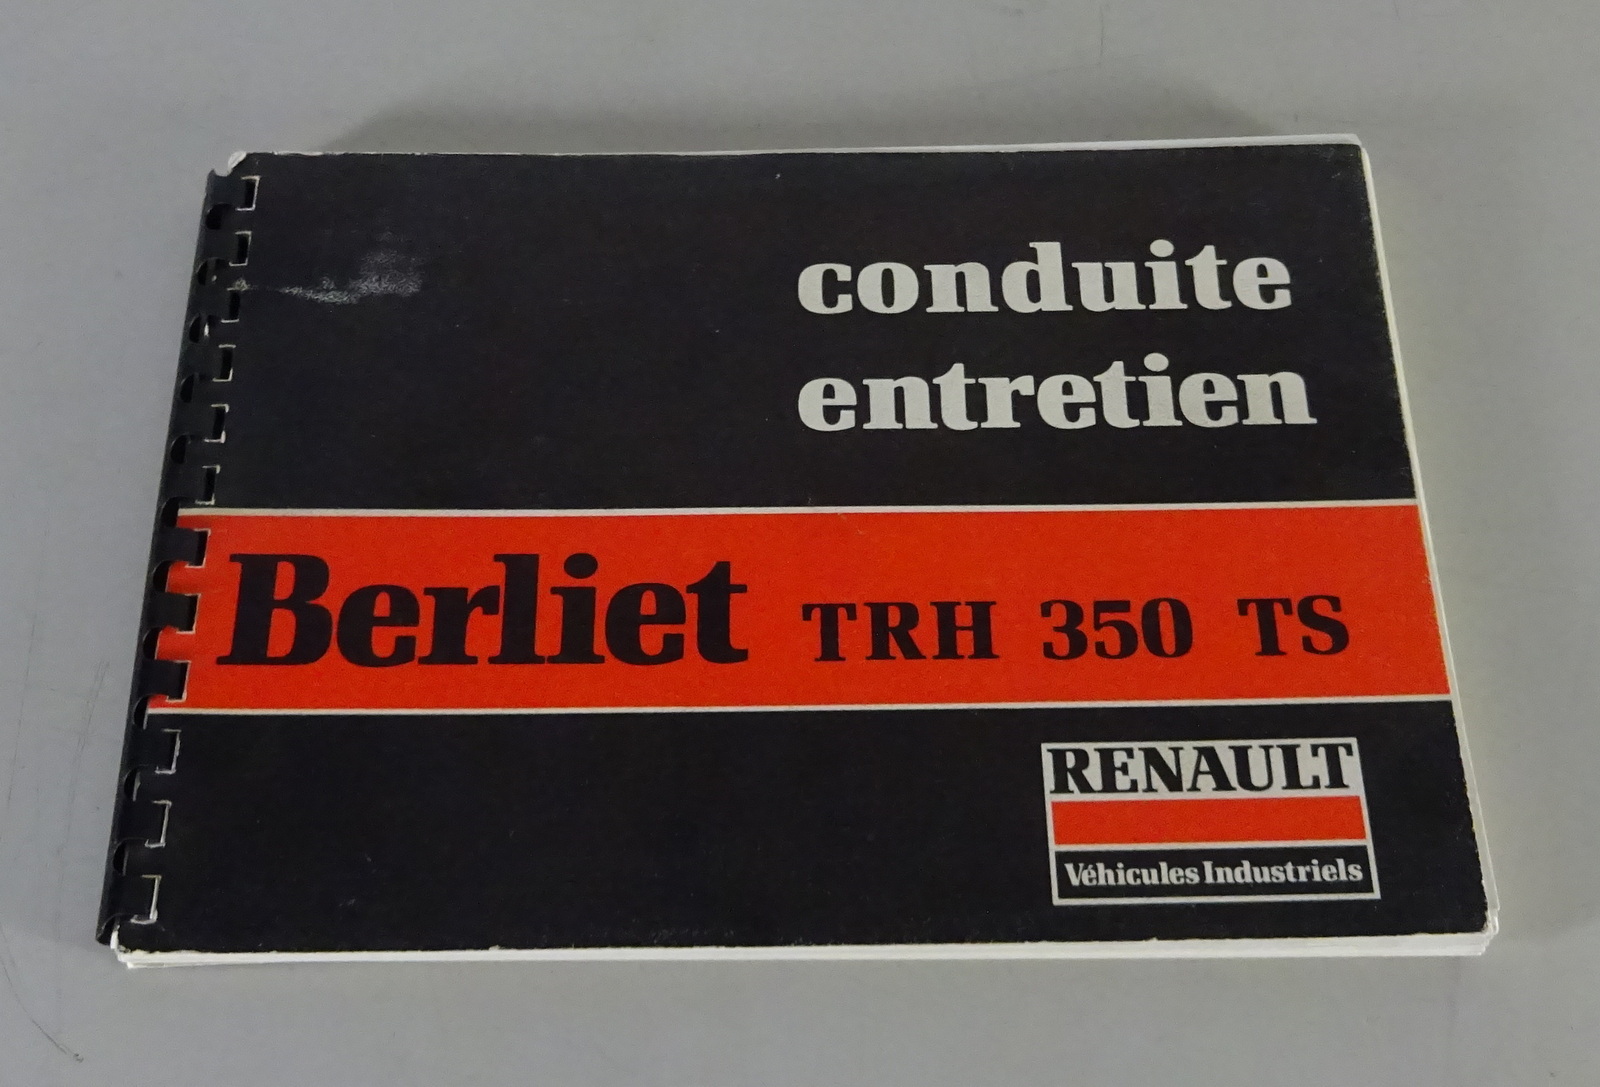 conduite
entretien
Berliet TRH 350 TS
RENAULT
Véhicules Industriels